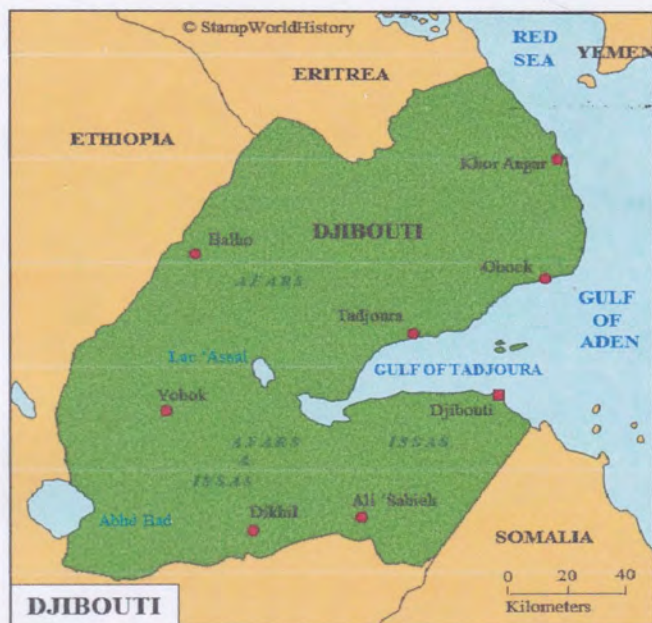 © StampWorldHistory
RED
SEA
YEMEN
ERITREA
ETHIOPIA
Khor Angar
DJIBOUTI
Balho
AFARS
Obock
GULF
OF
ADEN
Tadjoura
Lac 'Assal
GULF OF TADJOURA
Yobok
Djibouti
AFARS
&
ISSAS
ISSAS
Ali 'Sabieh
Abhé Bad
Dikhil
SOMALIA
0 20 40
Kilometers
DJIBOUTI